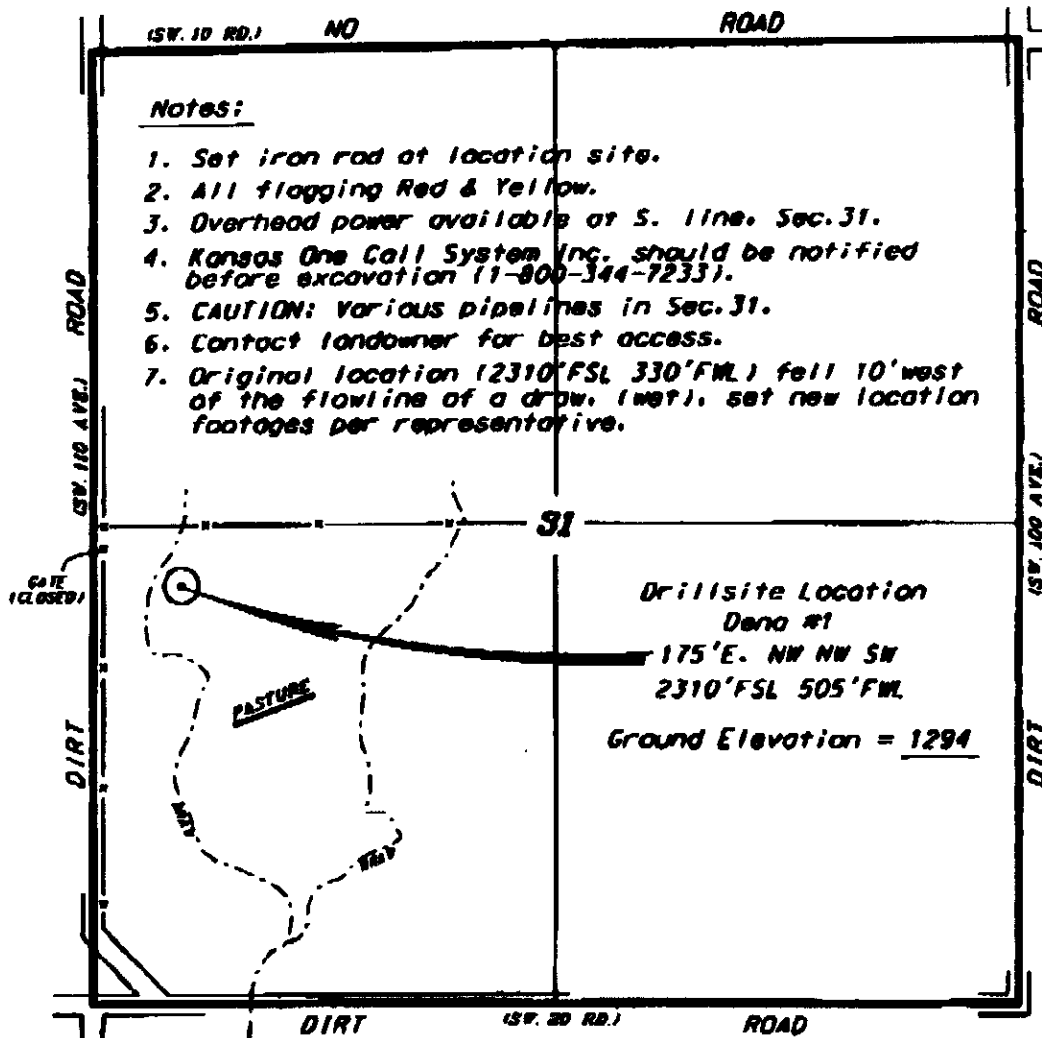 (SW. 10 RD.) NO ROAD
Notes:
1. Set iron rod at location site.
2. All flagging Red & Yellow.
3. Overhead power available at S. line. Sec. 31.
4. Kansas One Call System Inc. should be notified
before excavation (1-800-344-7233).
5. CAUTION: Various pipelines in Sec. 31.
6. Contact landowner for best access.
7. Original location (2310'FSL 330'FWL) fell 10'west
of the flowline of a draw. (wet). set new location
footages per representative.
ROAD
(SW. 110 AVE.)
DIRT
GATE
(CLOSED)
31
ROAD
(SW. 100 AVE.)
DIRT
Drillsite Location
Dena #1
175'E. NW NW SW
2310'FSL 505'FWL
Ground Elevation = 1294
PASTURE
DRAW
DRAW
DIRT (SW. 20 RD.) ROAD